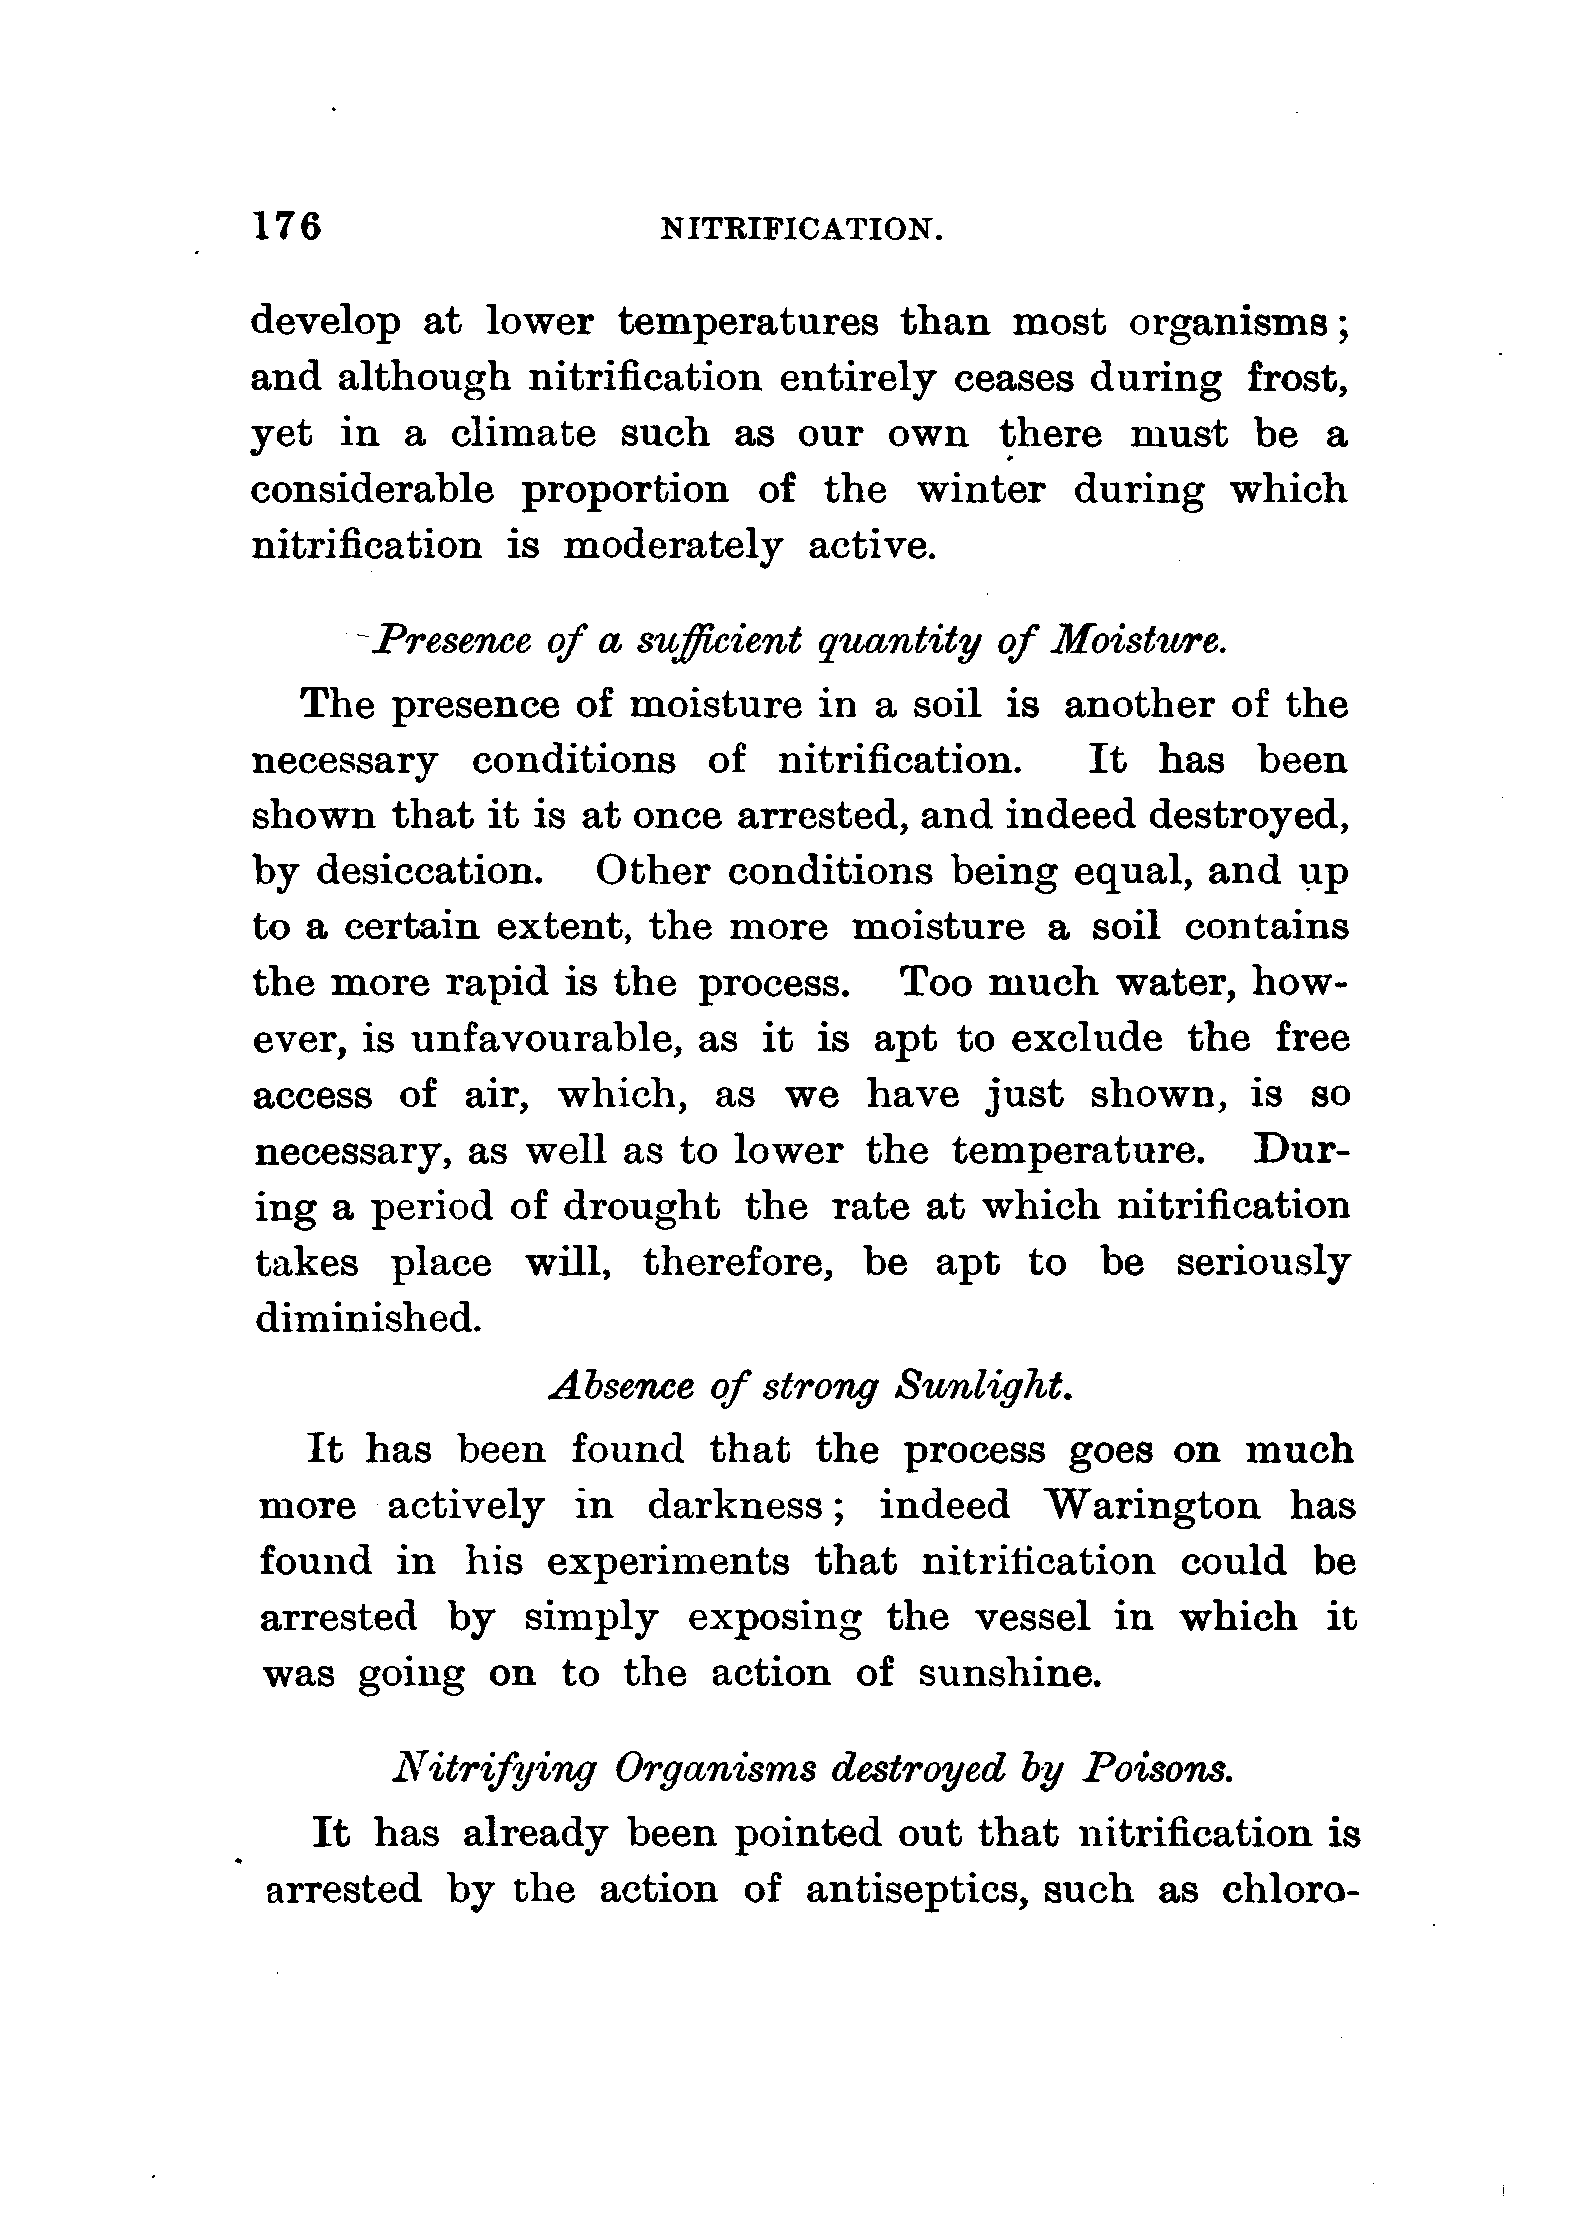 176 NITRIFICATION.
develop at lower temperatures than most organisms;
and although nitrification entirely ceases during frost,
yet in a climate such as our own there must be a
considerable proportion of the winter during which
nitrification is moderately active.
Presence of a sufficient quantity of Moisture.
The presence of moisture in a soil is another of the
necessary conditions of nitrification. It has been
shown that it is at once arrested, and indeed destroyed,
by desiccation. Other conditions being equal, and up
to a certain extent, the more moisture a soil contains
the more rapid is the process. Too much water, how-
ever, is unfavourable, as it is apt to exclude the free
access of air, which, as we have just shown, is so
necessary, as well as to lower the temperature. Dur-
ing a period of drought the rate at which nitrification
takes place will, therefore, be apt to be seriously
diminished.
Absence of strong Sunlight.
It has been found that the process goes on much
more actively in darkness; indeed Warington has
found in his experiments that nitrification could be
arrested by simply exposing the vessel in which it
was going on to the action of sunshine.
Nitrifying Organisms destroyed by Poisons.
It has already been pointed out that nitrification is
arrested by the action of antiseptics, such as chloro-